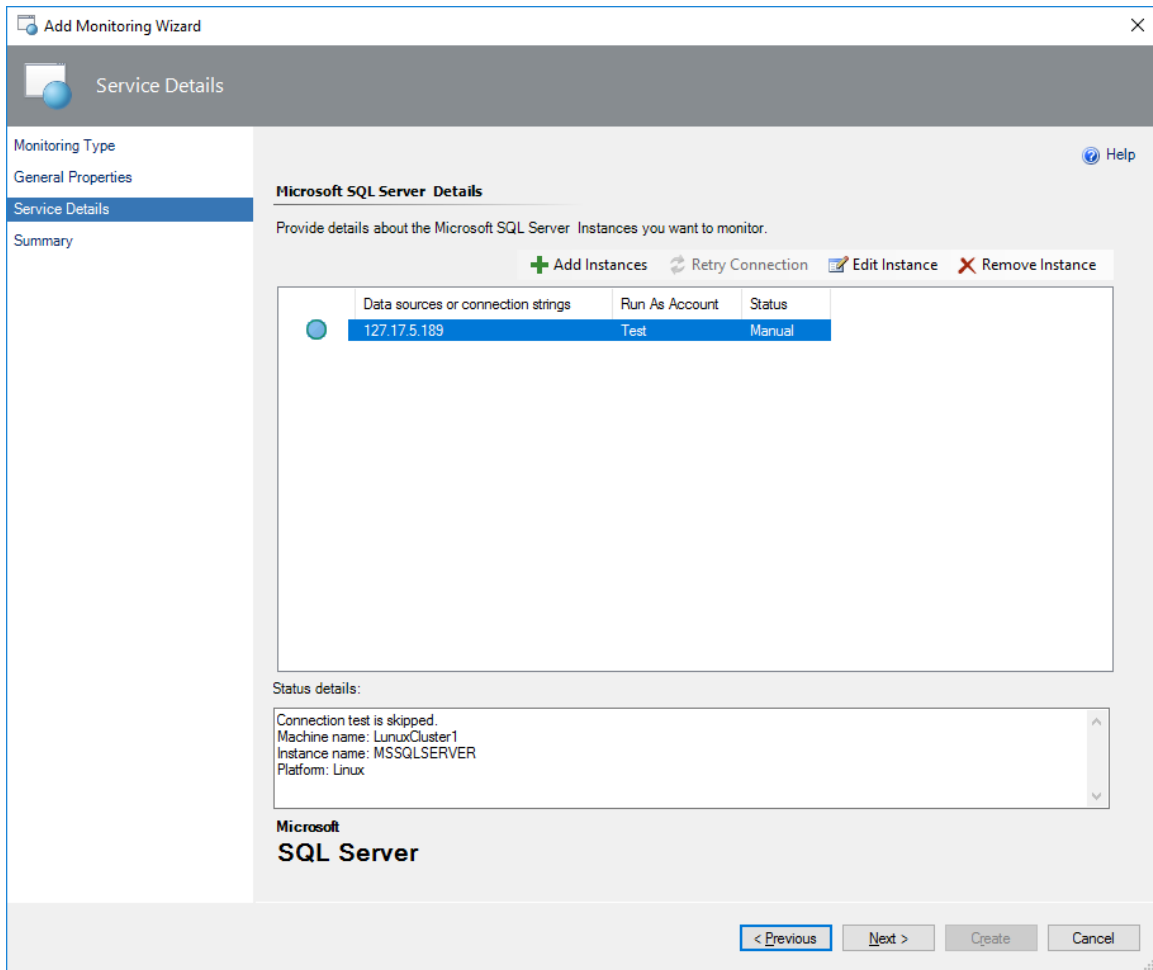 Add Monitoring Wizard
Service Details
Monitoring Type
General Properties
Service Details
Summary
Help
Microsoft SQL Server Details
Provide details about the Microsoft SQL Server Instances you want to monitor.
Add Instances Retry Connection Edit Instance Remove Instance
Data sources or connection strings Run As Account Status
127.17.5.189 Test Manual
Status details:
Connection test is skipped.
Machine name: LunuxCluster1
Instance name: MSSQLSERVER
Platform: Linux
Microsoft
SQL Server
< Previous Next > Create Cancel